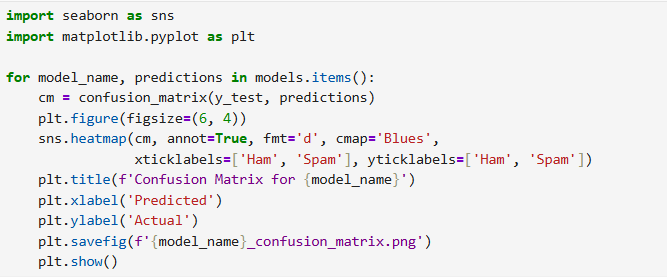 import seaborn as sns
import matplotlib.pyplot as plt

for model_name, predictions in models.items():
    cm = confusion_matrix(y_test, predictions)
    plt.figure(figsize=(6, 4))
    sns.heatmap(cm, annot=True, fmt='d', cmap='Blues',
                xticklabels=['Ham', 'Spam'], yticklabels=['Ham', 'Spam'])
    plt.title(f'Confusion Matrix for {model_name}')
    plt.xlabel('Predicted')
    plt.ylabel('Actual')
    plt.savefig(f'{model_name}_confusion_matrix.png')
    plt.show()